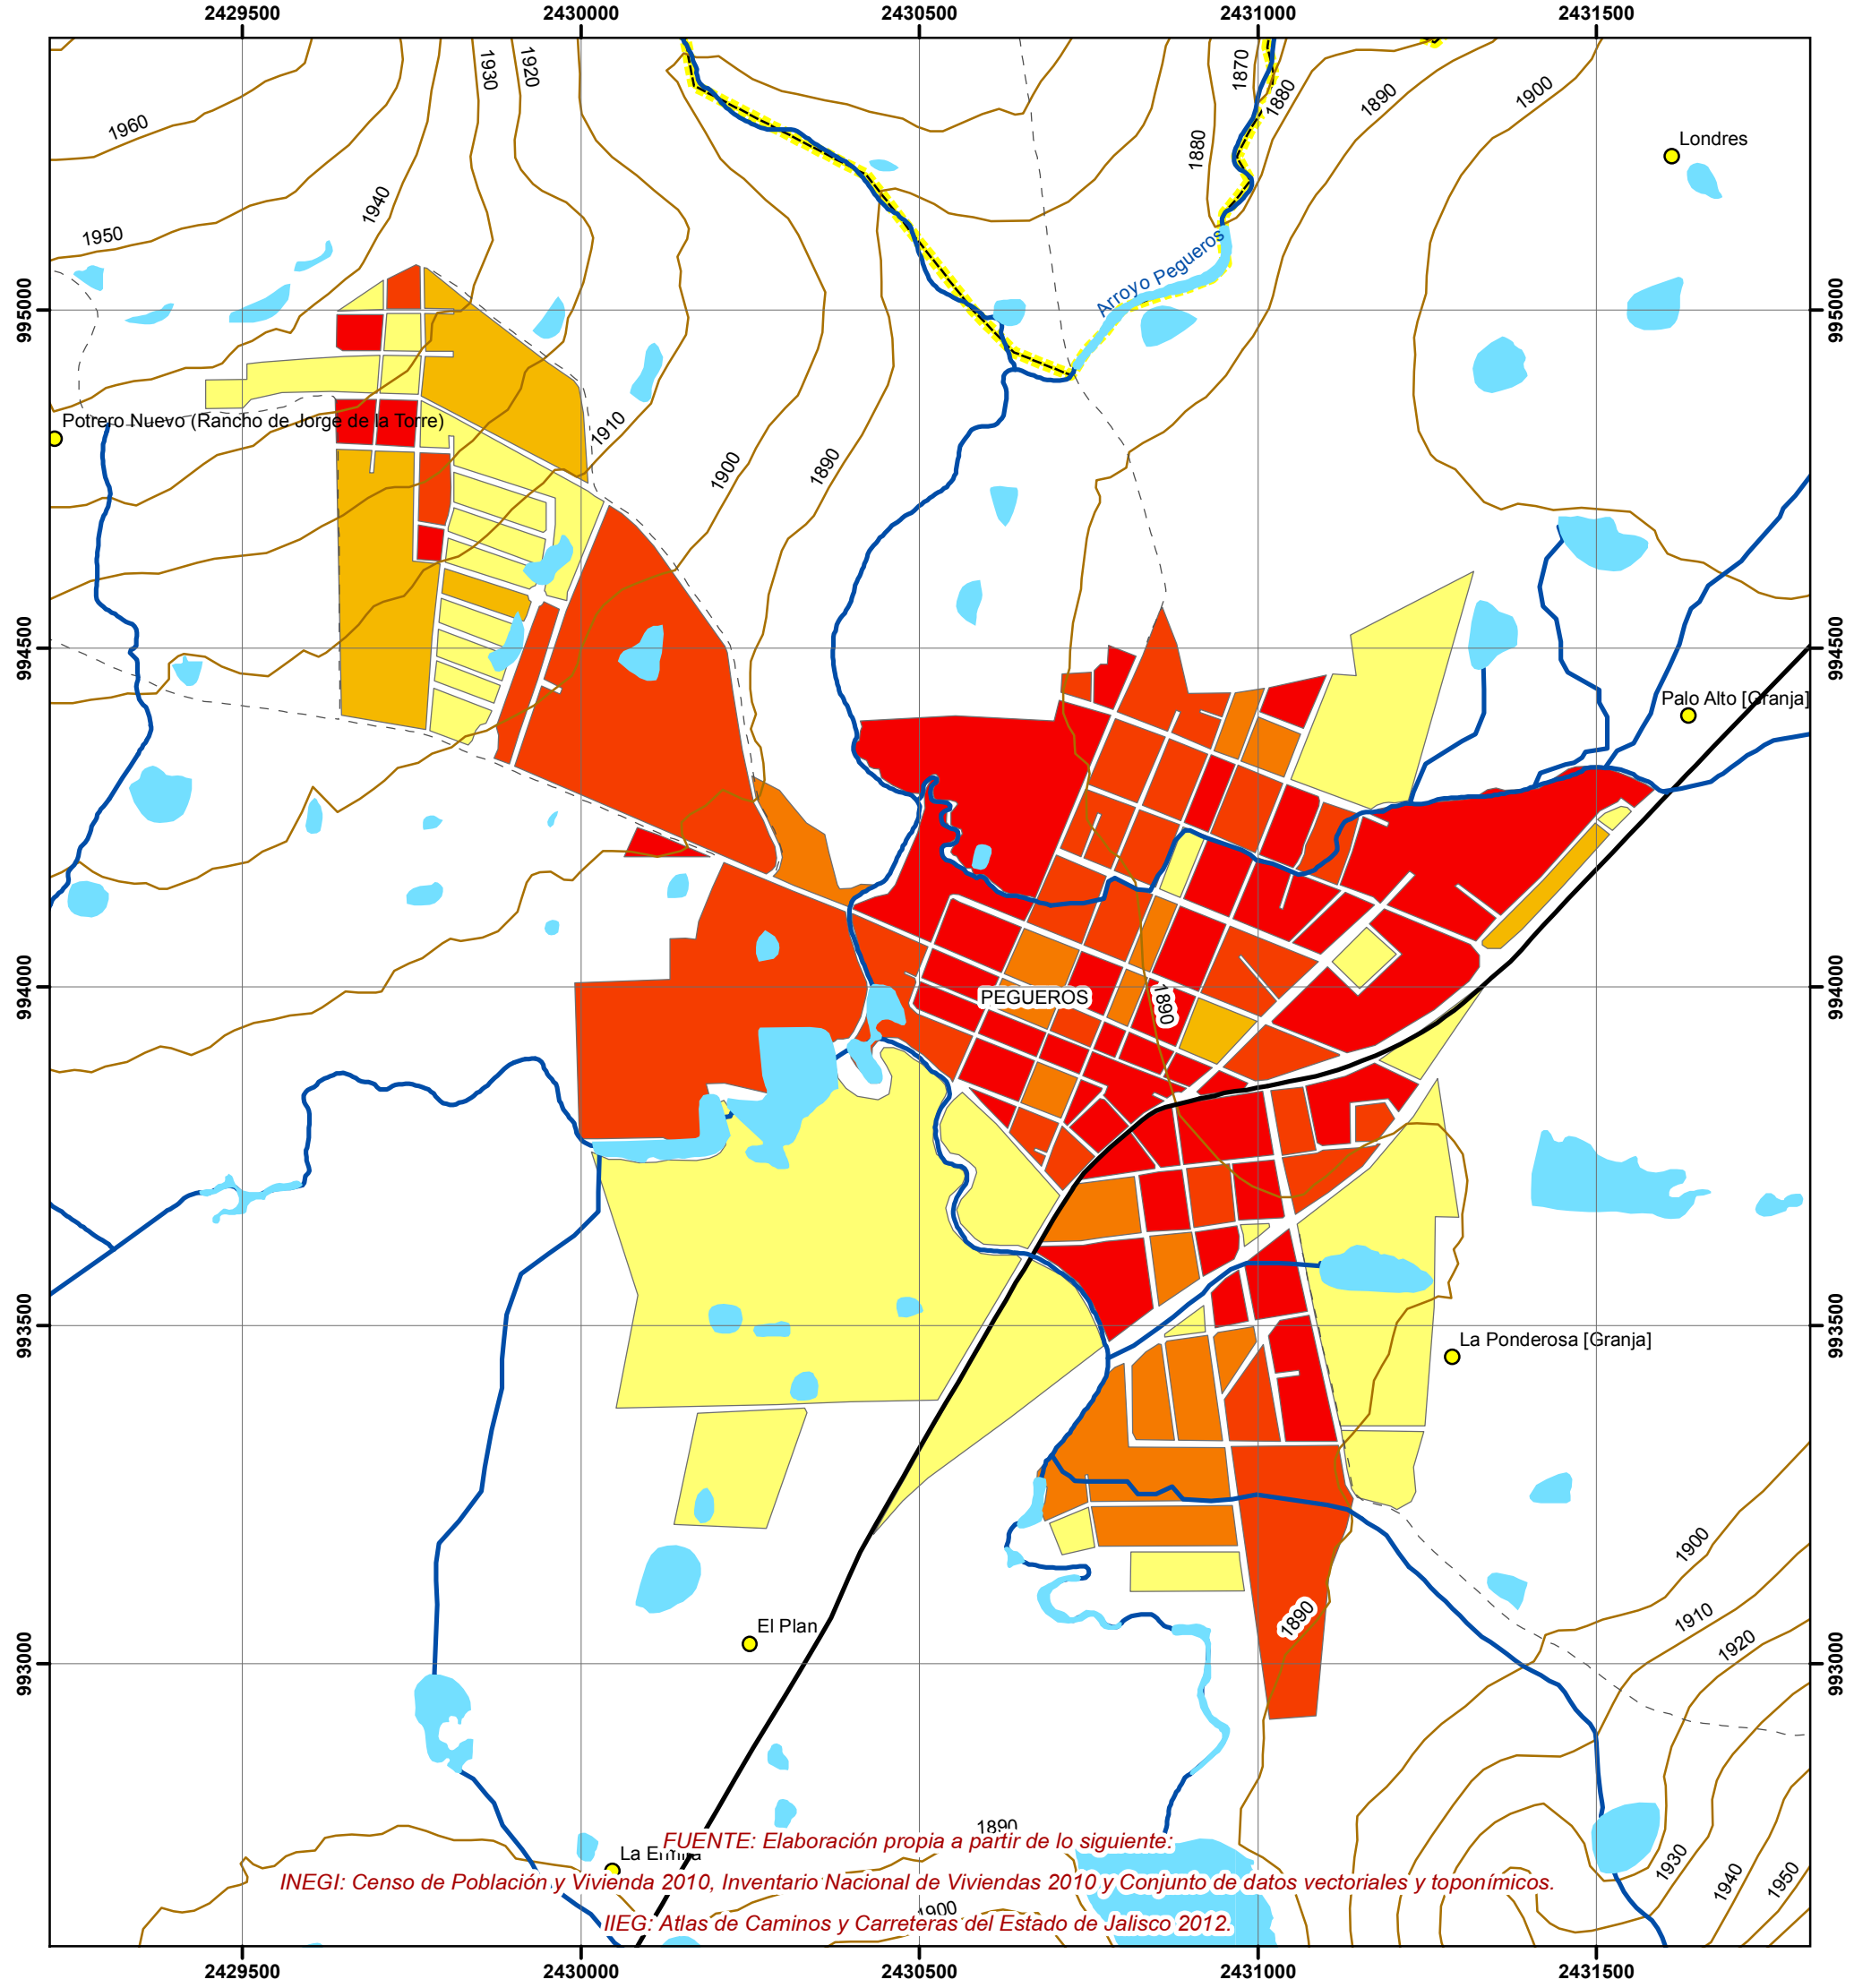 2429500 2430000 2430500 2431000 2431500
1930
1920
1870
1880
1890
1900
1960
1880
Londres
1940
1950
Arroyo Pegueros
995000
995000
Potrero Nuevo (Rancho de Jorge de la Torre)
1910
1900
1890
994500
994500
Palo Alto [Granja]
994000
PEGUEROS
1890
994000
993500
La Ponderosa [Granja]
993500
1900
1910
1890
El Plan
1920
993000
993000
1890
FUENTE: Elaboración propia a partir de lo siguiente:
La
1930
1940
1950
INEGI: Censo de Población y Vivienda 2010, Inventario Nacional de Viviendas 2010 y Conjunto de datos vectoriales y toponímicos.
1900
IIEG: Atlas de Caminos y Carreteras del Estado de Jalisco 2012.
2429500 2430000 2430500 2431000 2431500